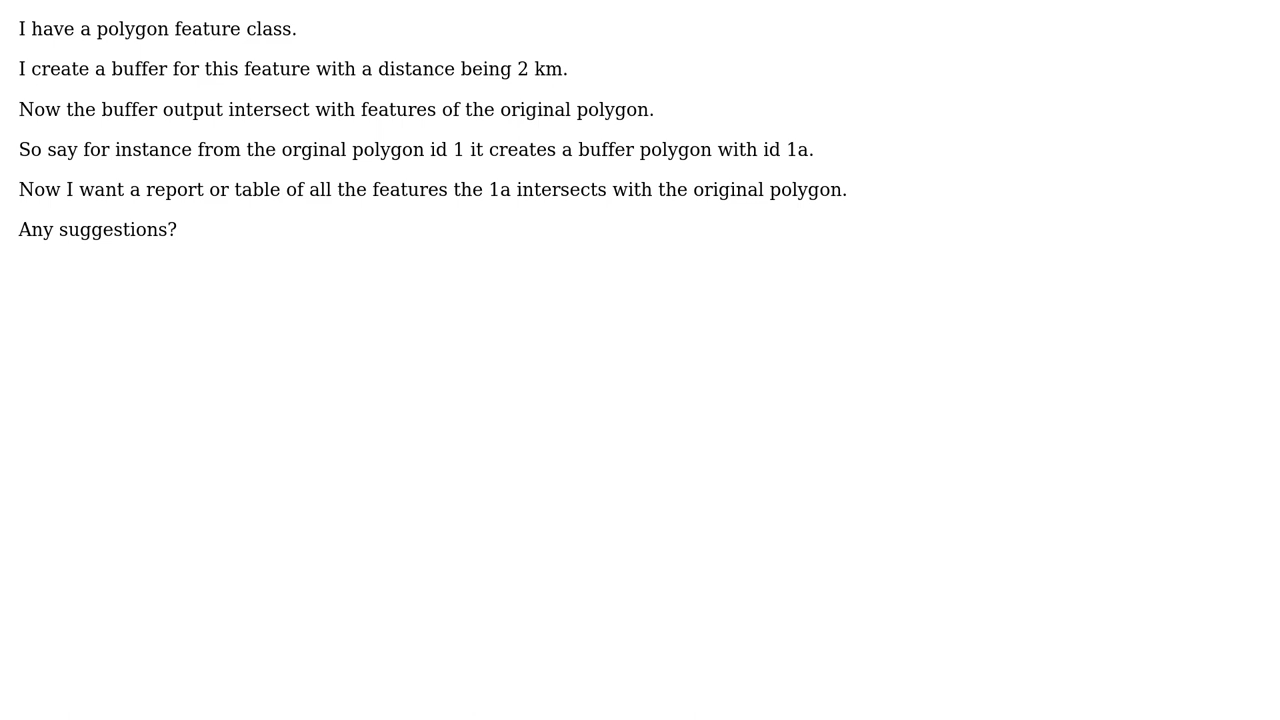 I have a polygon feature class.
I create a buffer for this feature with a distance being 2 km.
Now the buffer output intersect with features of the original polygon.
So say for instance from the orginal polygon id 1 it creates a buffer polygon with id 1a.
Now I want a report or table of all the features the 1a intersects with the original polygon.
Any suggestions?